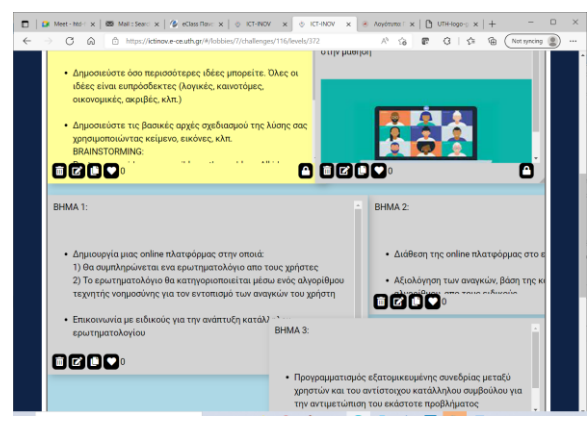 Meet - test
Mail :: Sear
eClass Παν
ICT-INOV
ICT-INOV
Λογότυπα
UTH-logo-
https://ictinov.e-ce.uth.gr/#/lobbies/7/challenges/116/levels/372
Not syncing
στην μάθηση
• Δημοσιεύστε όσο περισσότερες ιδέες μπορείτε. Όλες οι
ιδέες είναι ευπρόσδεκτες (λογικές, καινοτόμες,
οικονομικές, ακριβές, κλπ.)
• Δημοσιεύστε τις βασικές αρχές σχεδιασμού της λύσης σας
χρησιμοποιώντας κείμενο, εικόνες, κλπ.
BRAINSTORMING:
0
0
ΒΗΜΑ 1:
• Δημιουργία μιας online πλατφόρμας στην οποιά:
1) Θα συμπληρώνεται ενα ερωτηματολόγιο απο τους χρήστες
2) Το ερωτηματολόγιο θα κατηγοριοποιείται μέσω ενός αλγορίθμου
τεχνητής νοημοσύνης για τον εντοπισμό των αναγκών του χρήστη
• Επικοινωνία με ειδικούς για την ανάπτυξη
ερωτηματολογίου
0
ΒΗΜΑ 2:
• Διάθεση της online πλατφόρμας στο ε
• Αξιολόγηση των αναγκών, βάση της κα
0
ΒΗΜΑ 3:
• Προγραμματισμός εξατομικευμένης συνεδρίας μεταξύ
χρηστών και του αντίστοιχου κατάλληλου συμβούλου για
την αντιμετώπιση του εκάστοτε προβλήματος